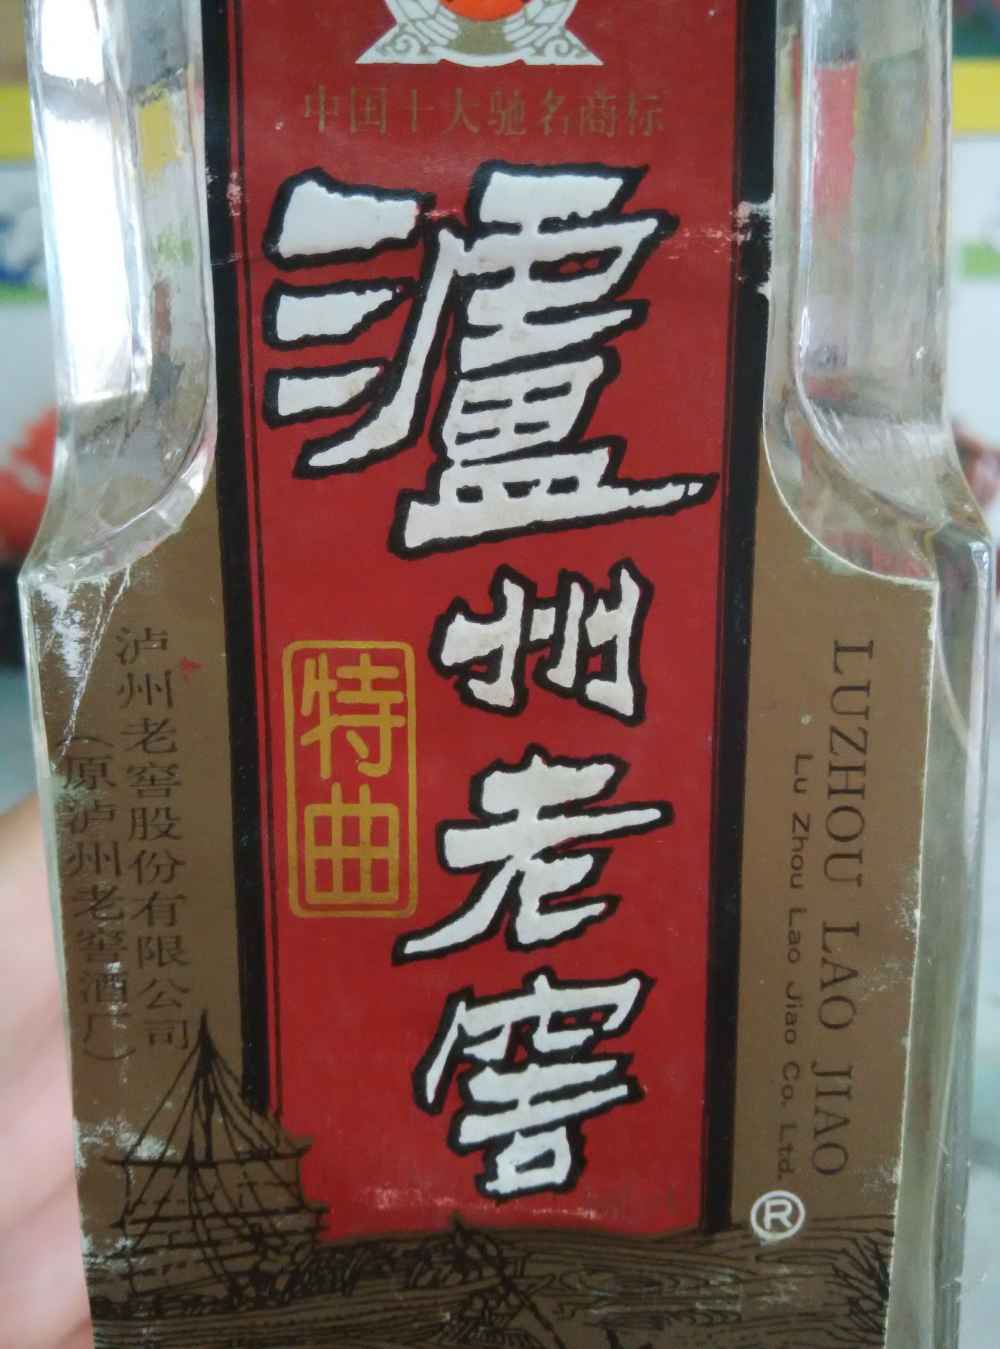 中国十大驰名商标
瀘州老窖
特曲
泸州老窖股份有限公司
（原泸州老窖酒厂）
LUZHOU LAO JIAO
Lu Zhou Lao Jiao Co. Ltd.
®